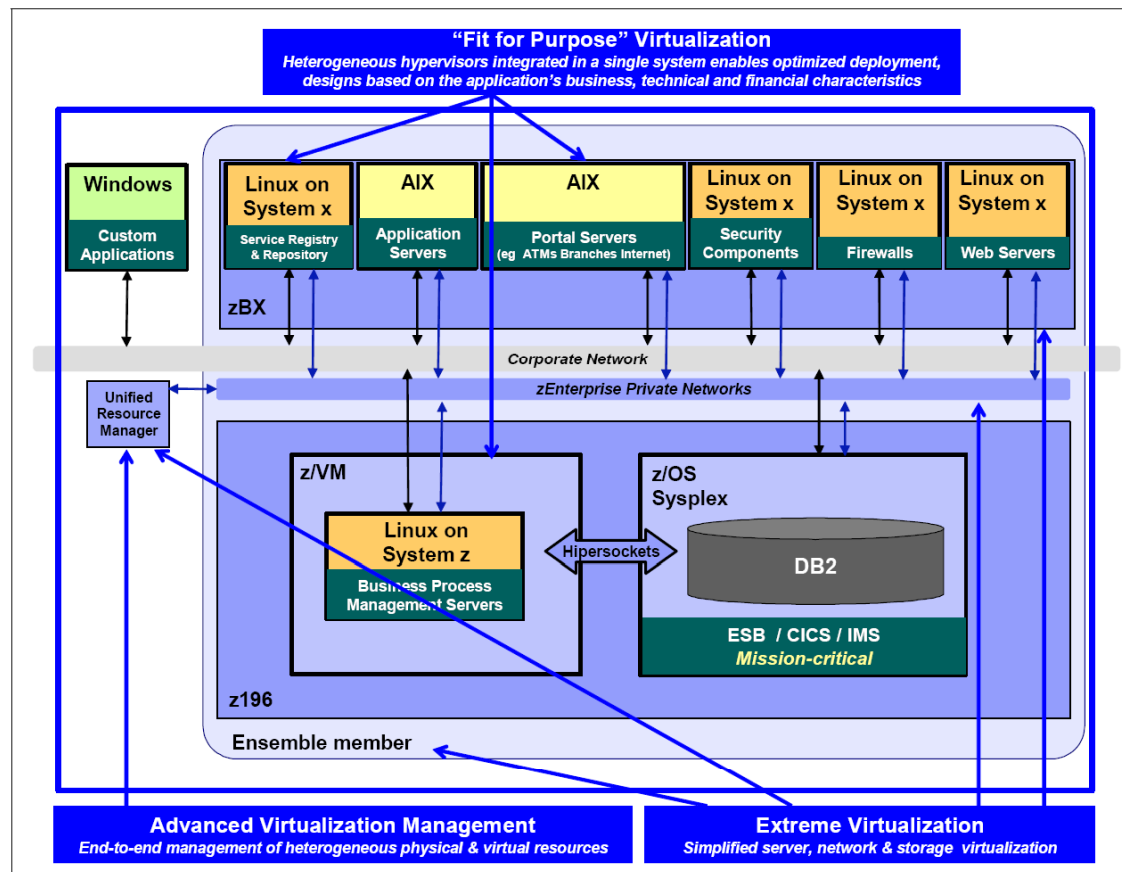 “Fit for Purpose” Virtualization
Heterogeneous hypervisors integrated in a single system enables optimized deployment,
designs based on the application’s business, technical and financial characteristics
Windows
Custom
Applications
Linux on
System x
Service Registry
& Repository
AIX
Application
Servers
AIX
Portal Servers
(eg ATMs Branches Internet)
Linux on
System x
Security
Components
Linux on
System x
Firewalls
Linux on
System x
Web Servers
zBX
Corporate Network
zEnterprise Private Networks
Unified
Resource
Manager
z/VM
Linux on
System z
Business Process
Management Servers
Hipersockets
z/OS
Sysplex
DB2
ESB / CICS / IMS
Mission-critical
z196
Ensemble member
Advanced Virtualization Management
End-to-end management of heterogeneous physical & virtual resources
Extreme Virtualization
Simplified server, network & storage virtualization